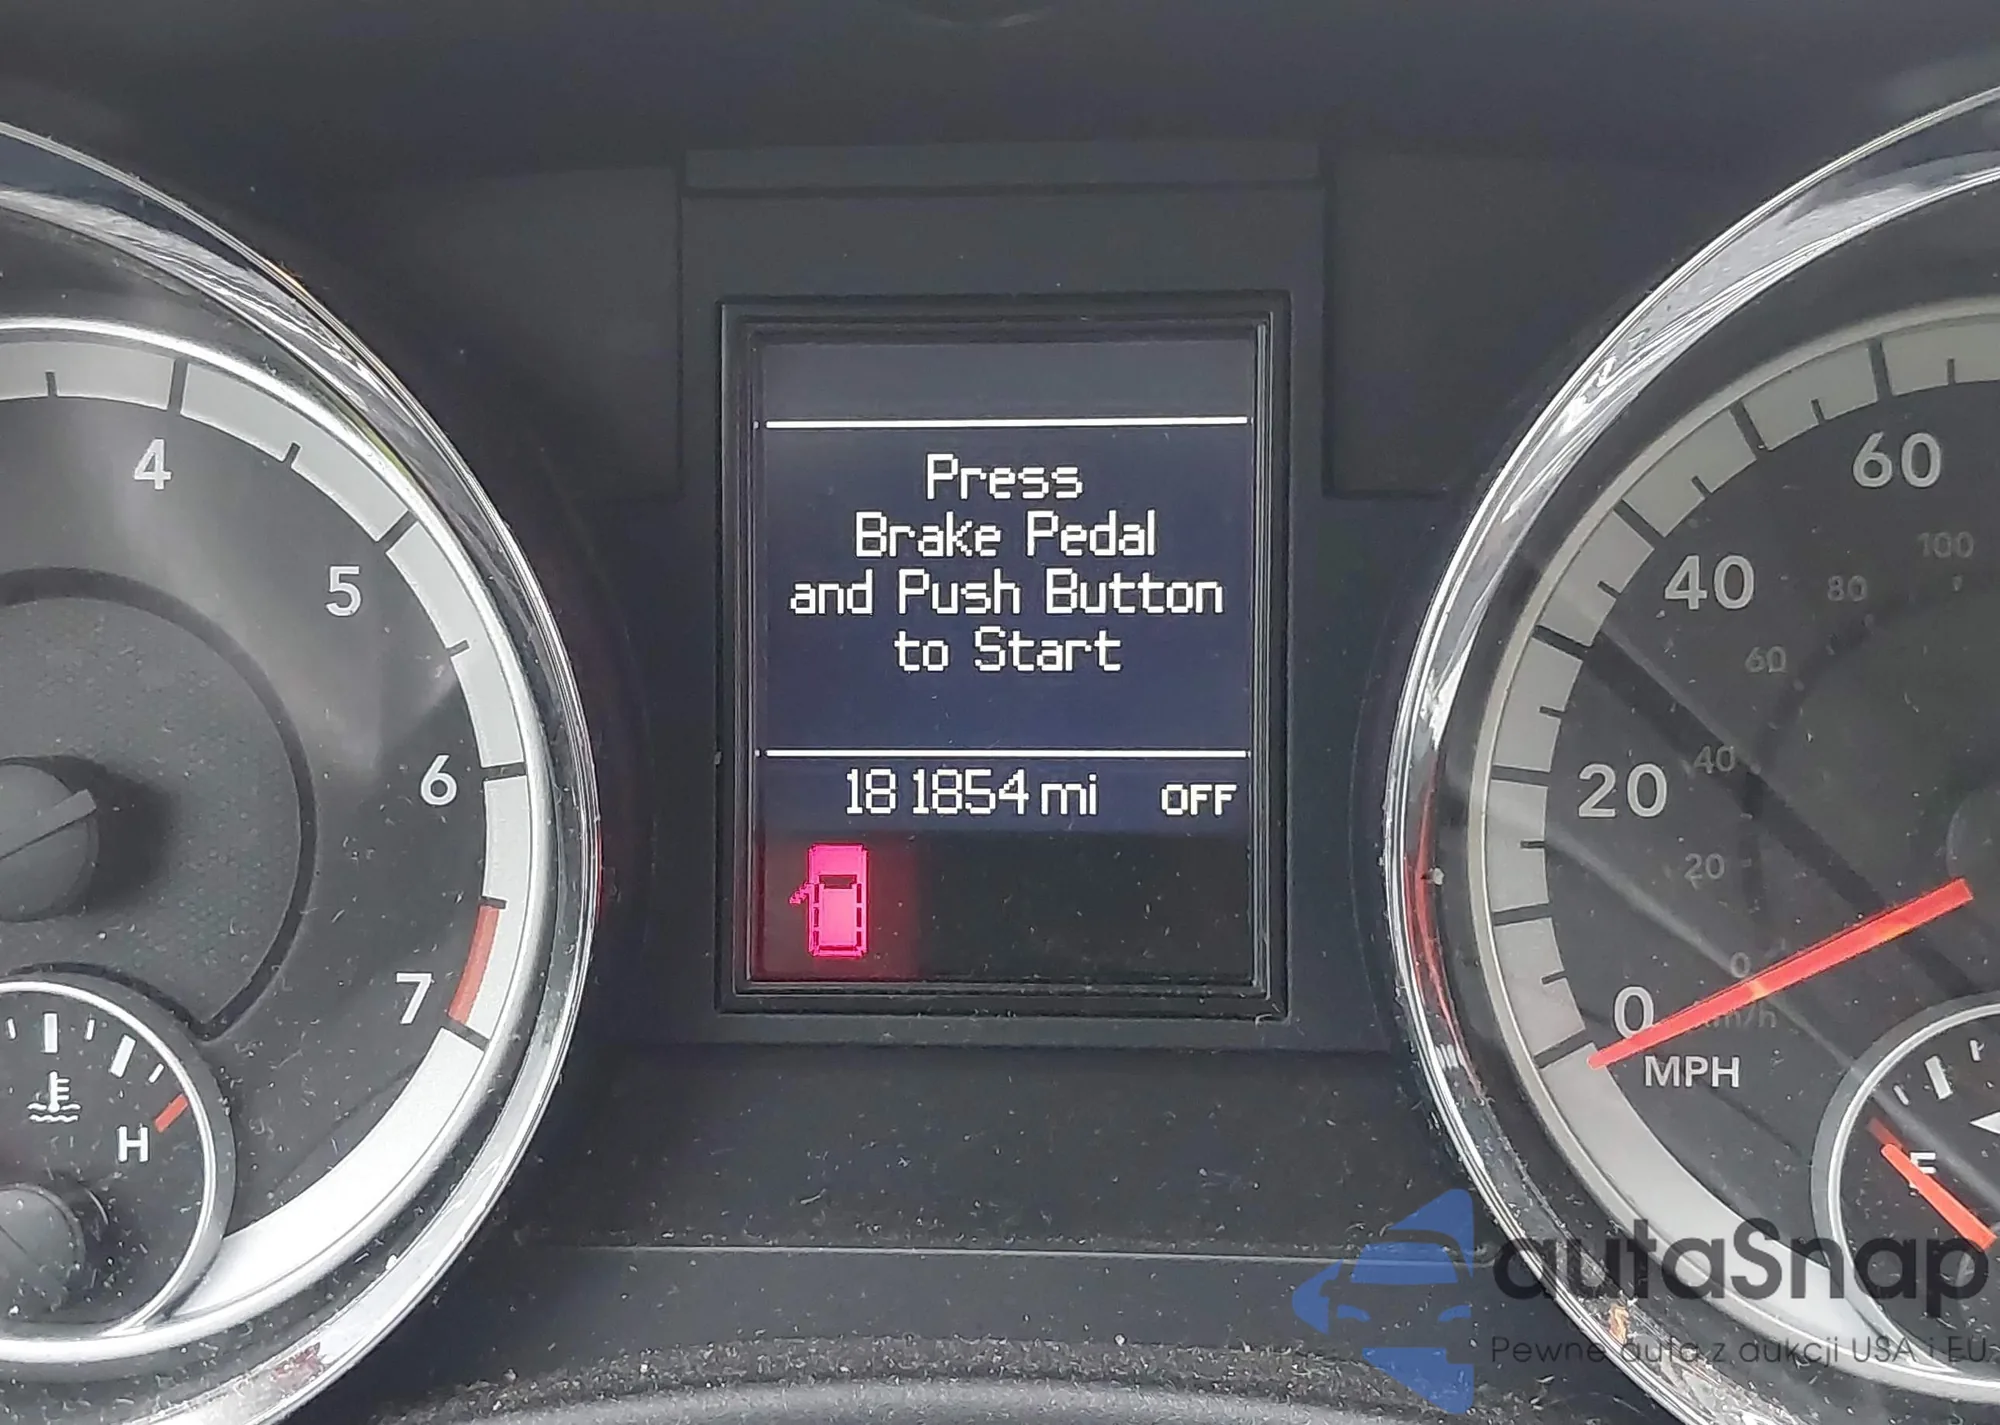 Press
Brake Pedal
and Push Button
to Start
181854 mi OFF
4
5
6
7
H
60
40
20
0
MPH
100
80
60
40
20
0
km/h
autaSnap
Pewne auta z aukcji USA i EU